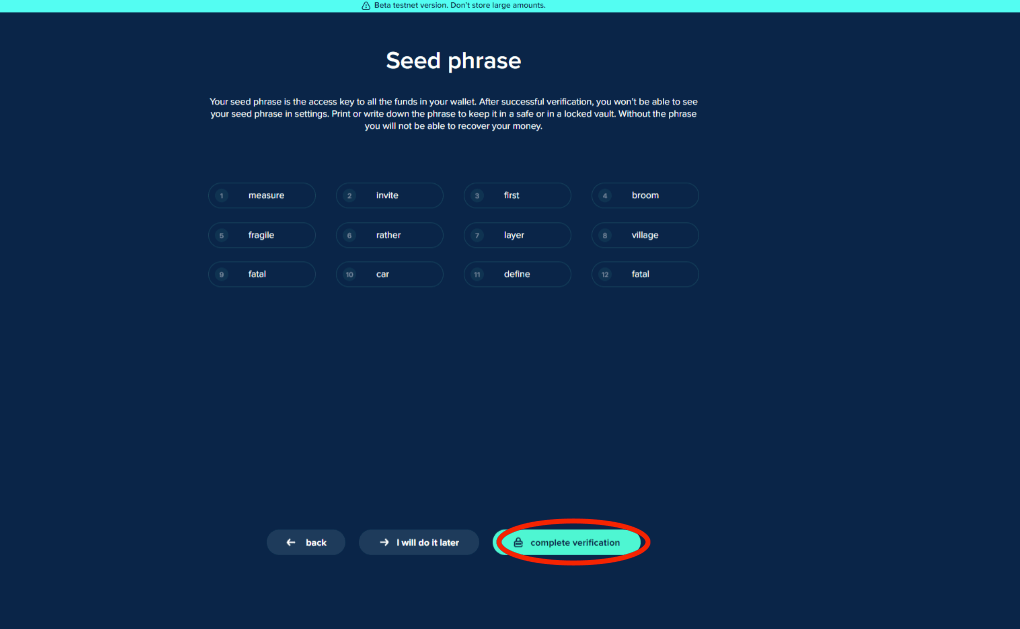 Beta testnet version. Don't store large amounts.
Seed phrase
Your seed phrase is the access key to all the funds in your wallet. After successful verification, you won't be able to see
your seed phrase in settings. Print or write down the phrase to keep it in a safe or in a locked vault. Without the phrase
you will not be able to recover your money.
1 measure 2 invite 3 first 4 broom
5 fragile 6 rather 7 layer 8 village
9 fatal 10 car 11 define 12 fatal
back I will do it later complete verification